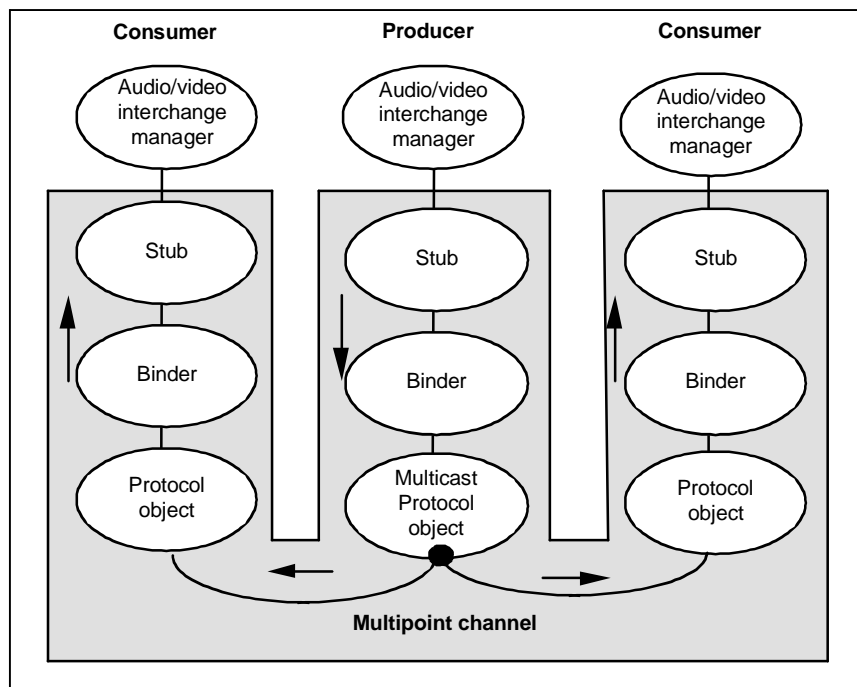 Consumer
Producer
Consumer
Audio/video
interchange
manager
Audio/video
interchange
manager
Audio/video
interchange
manager
Stub
Stub
Stub
Binder
Binder
Binder
Protocol
object
Multicast
Protocol
object
Protocol
object
Multipoint channel